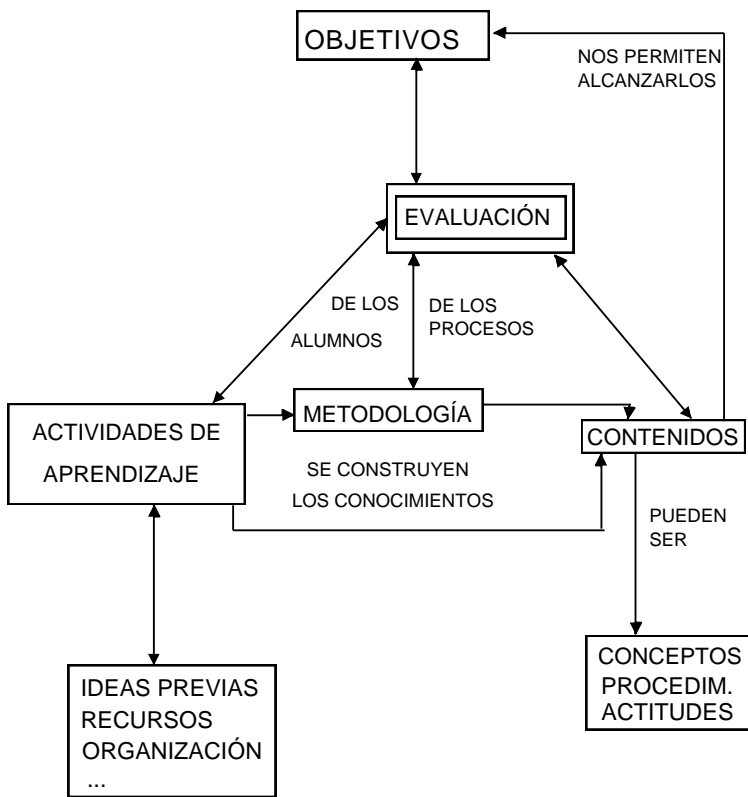 OBJETIVOS
NOS PERMITEN
ALCANZARLOS
EVALUACIÓN
DE LOS
ALUMNOS
DE LOS
PROCESOS
ACTIVIDADES DE
APRENDIZAJE
METODOLOGÍA
CONTENIDOS
SE CONSTRUYEN
LOS CONOCIMIENTOS
PUEDEN
SER
IDEAS PREVIAS
RECURSOS
ORGANIZACIÓN
...
CONCEPTOS
PROCEDIM.
ACTITUDES